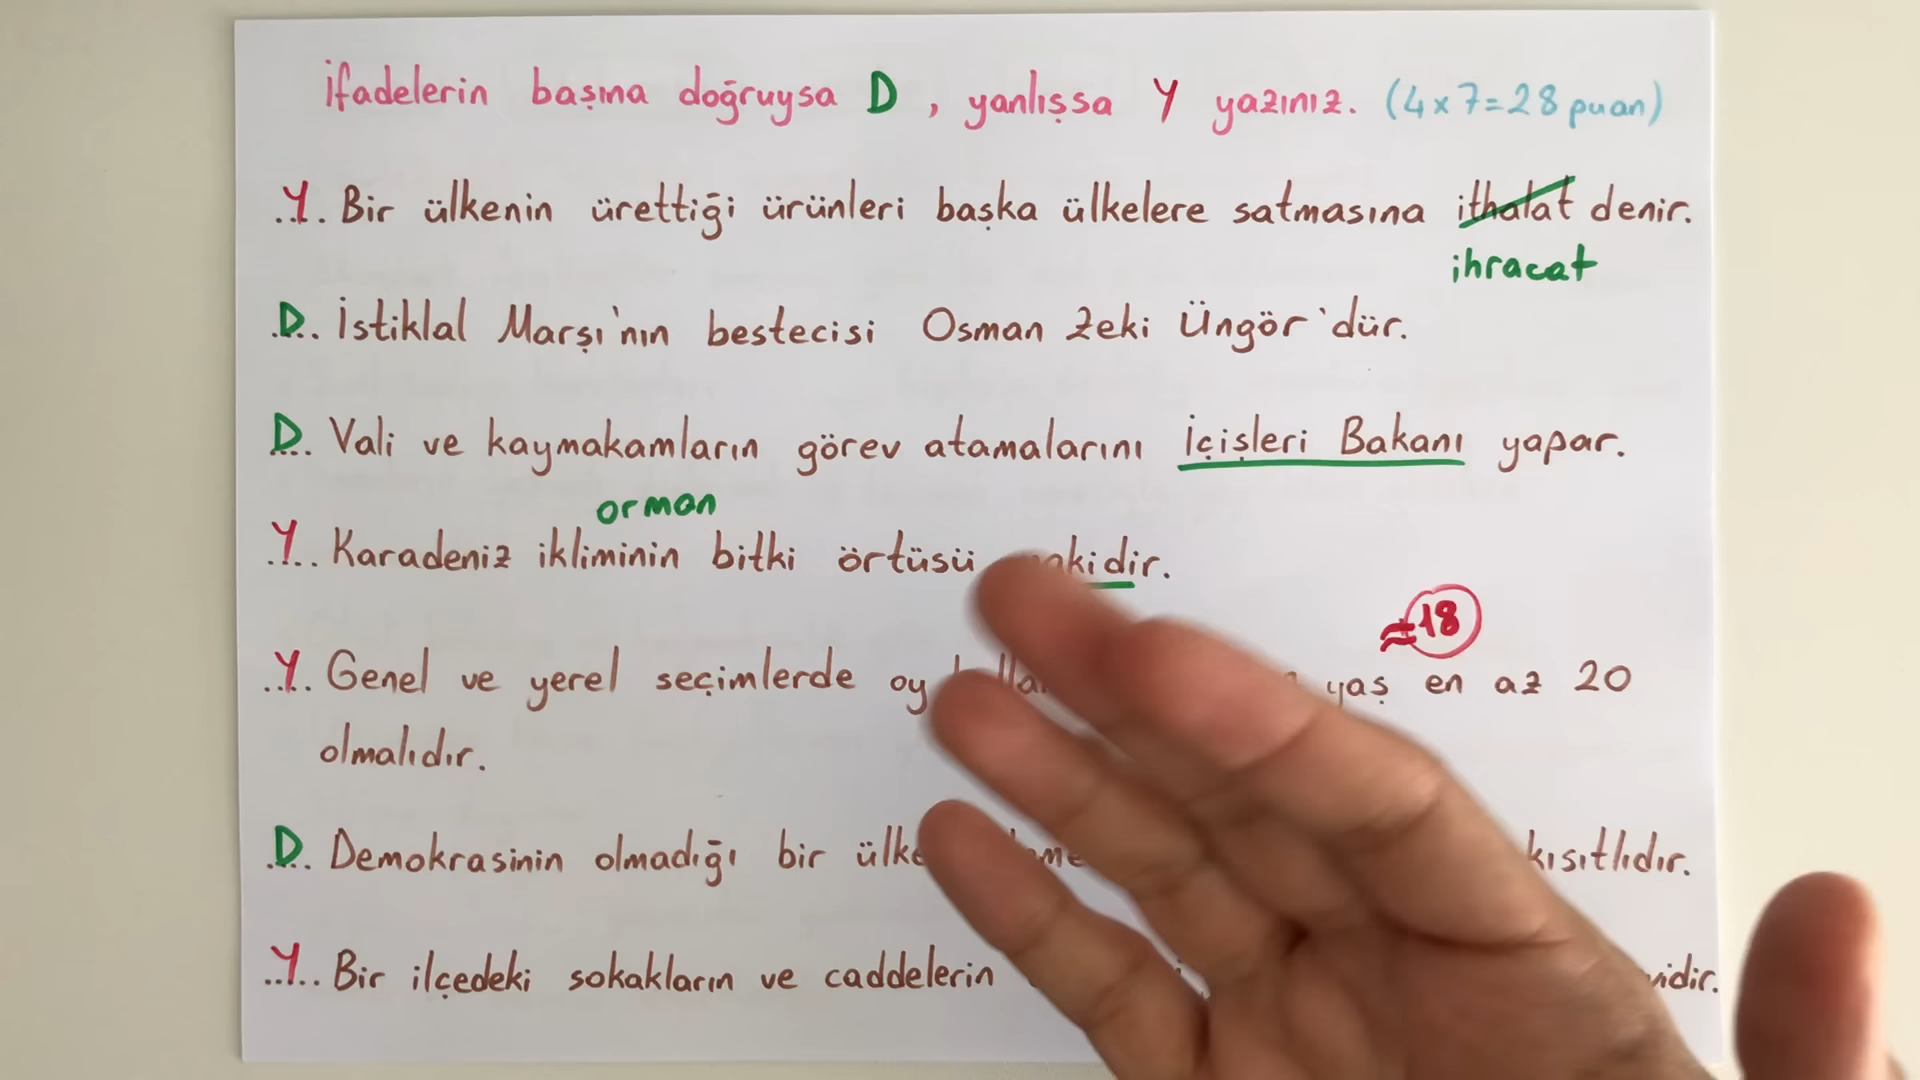 İfadelerin başına doğruysa D, yanlışsa Y yazınız. (4x7=28 puan)
.Y. Bir ülkenin ürettiği ürünleri başka ülkelere satmasına ithalat denir.
ihracat
.D. İstiklal Marşı'nın bestecisi Osman Zeki Üngör'dür.
.D. Vali ve kaymakamların görev atamalarını İçişleri Bakanı yapar.
orman
.Y.. Karadeniz ikliminin bitki örtüsü
≈18
.Y. Genel ve yerel seçimlerde oy yaş en az 20
olmalıdır.
.D. Demokrasinin olmadığı bir kısıtlıdır.
..Y.. Bir ilçedeki sokakların ve caddelerin